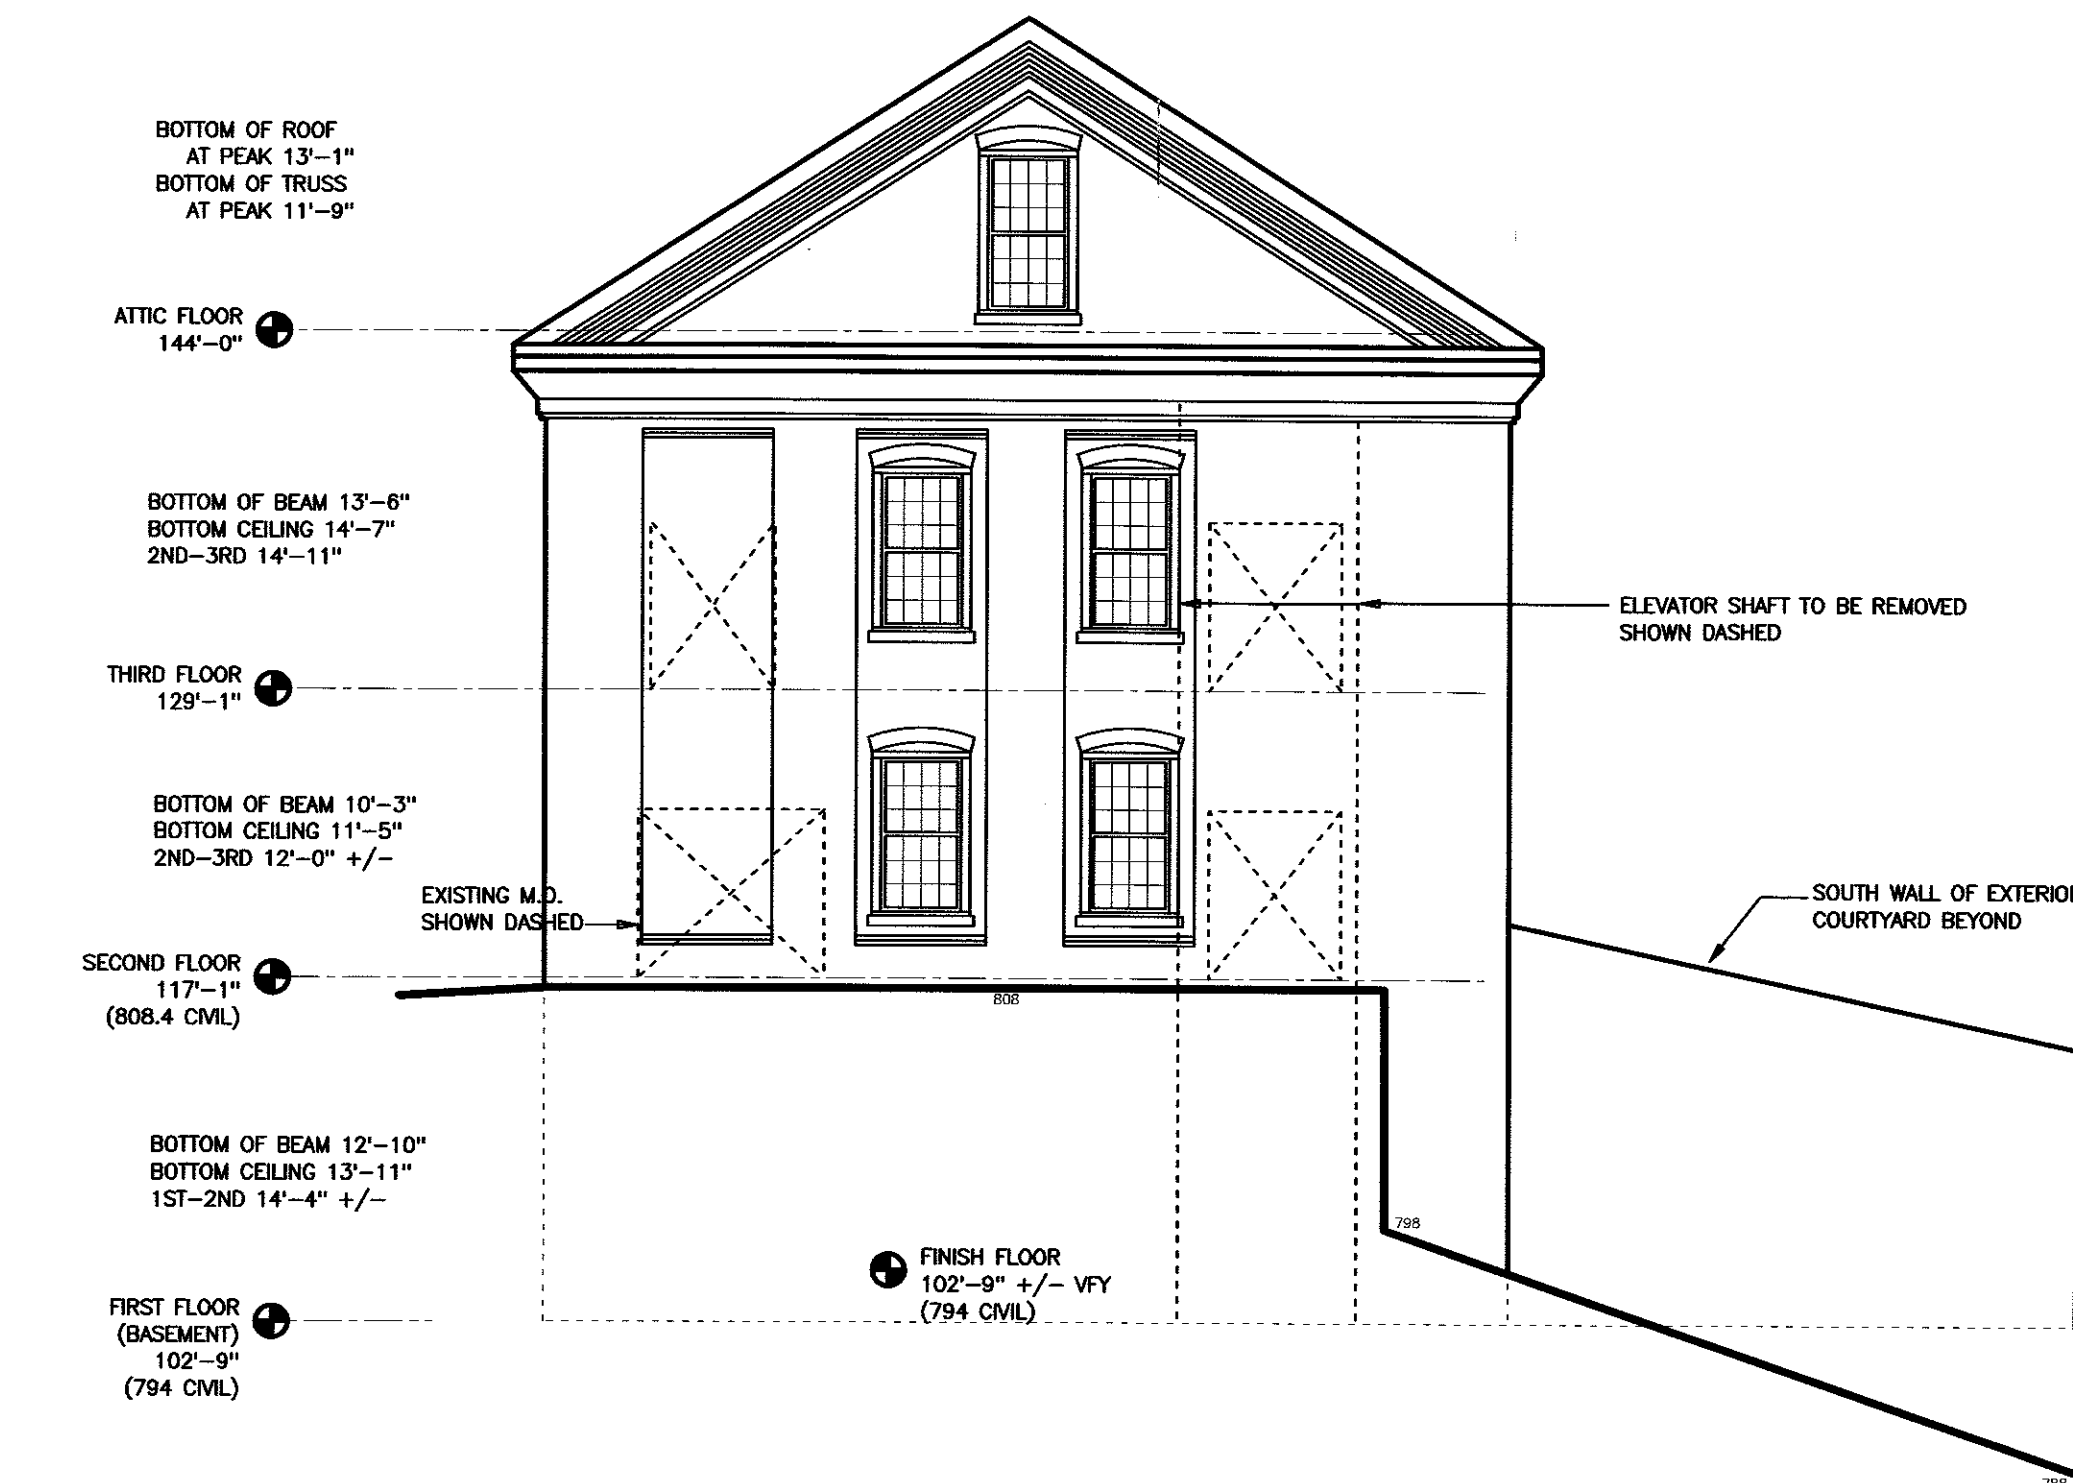 BOTTOM OF ROOF
AT PEAK 13'-1"
BOTTOM OF TRUSS
AT PEAK 11'-9"
ATTIC FLOOR
144'-0"
BOTTOM OF BEAM 13'-6"
BOTTOM CEILING 14'-7"
2ND-3RD 14'-11"
ELEVATOR SHAFT TO BE REMOVED
SHOWN DASHED
THIRD FLOOR
129'-1"
BOTTOM OF BEAM 10'-3"
BOTTOM CEILING 11'-5"
2ND-3RD 12'-0" +/-
EXISTING M.O.
SHOWN DASHED
SOUTH WALL OF EXTERIOR
COURTYARD BEYOND
SECOND FLOOR
117'-1"
(808.4 CIVIL)
808
BOTTOM OF BEAM 12'-10"
BOTTOM CEILING 13'-11"
1ST-2ND 14'-4" +/-
798
FINISH FLOOR
102'-9" +/- VFY
(794 CIVIL)
FIRST FLOOR
(BASEMENT)
102'-9"
(794 CIVIL)